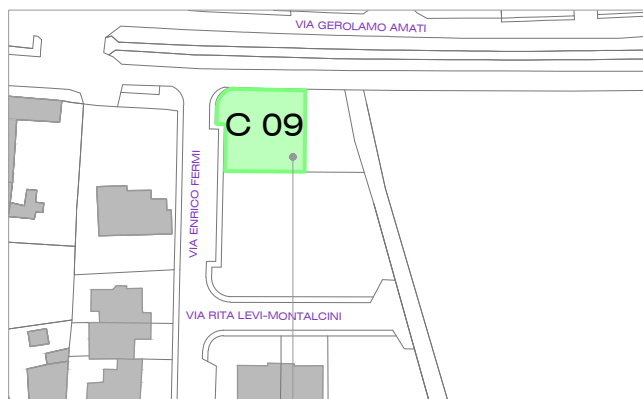 VIA GEROLAMO AMATI
C 09
VIA ENRICO FERMI
VIA RITA LEVI-MONTALCINI